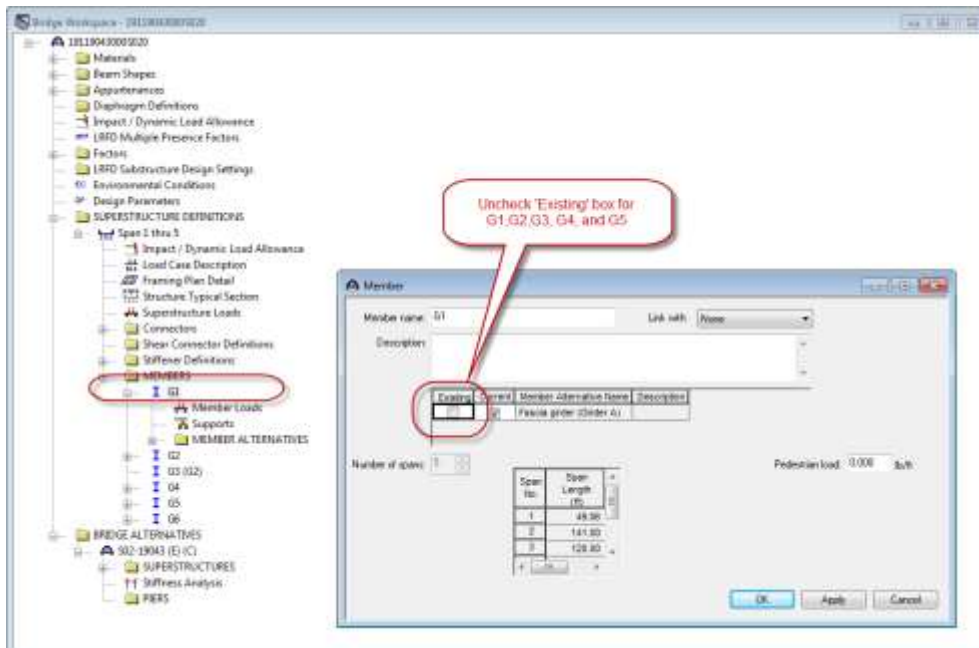 Bridge Workspace - 181190430005020
181190430005020
Materials
Beam Shapes
Appurtenances
Diaphragm Definitions
Impact / Dynamic Load Allowance
LRFD Multiple Presence Factors
Factors
LRFD Substructure Design Settings
Environmental Conditions
Design Parameters
SUPERSTRUCTURE DEFINITIONS
Span 1 thru 5
Impact / Dynamic Load Allowance
Load Case Description
Framing Plan Detail
Structure Typical Section
Superstructure Loads
Connectors
Shear Connector Definitions
Stiffener Definitions
MEMBERS
G1
Member Loads
Supports
MEMBER ALTERNATIVES
G2
G3 (G2)
G4
G5
G6
BRIDGE ALTERNATIVES
S02-19043 (E) (C)
SUPERSTRUCTURES
Stiffness Analysis
PIERS
Uncheck 'Existing' box for
G1,G2,G3, G4, and G5
Member
Member name: G1 Link with: None
Description:
Existing Current Member Alternative Name Description
Fascia girder (Girder A)
Number of spans: 5 Pedestrian load: 0.000 lb/ft
Span No. Span Length (ft)
1
2 141.00
3 120.00
OK Apply Cancel